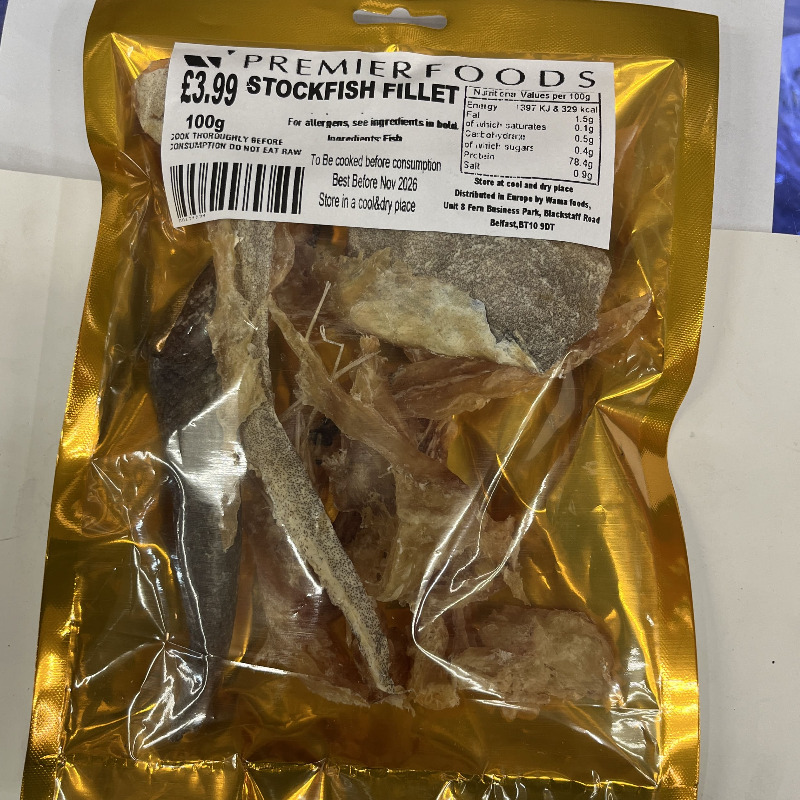 PREMIER FOODS
£3.99 STOCKFISH FILLET
100g
COOK THOROUGHLY BEFORE
CONSUMPTION DO NOT EAT RAW
For allergens, see ingredients in bold.
Ingredients: Fish
To Be cooked before consumption
Best Before Nov 2026
Store in a cool&dry place
Nutritional Values per 100g
Energy 1397 KJ & 329 kcal
Fat 1.5g
of which saturates 0.1g
Carbohydrate 0.5g
of which sugars 0.4g
Protein 78.4g
Salt 0.9g
Store at cool and dry place
Distributed in Europe by Wama foods,
Unit 8 Fern Business Park, Blackstaff Road
Belfast,BT10 9DT